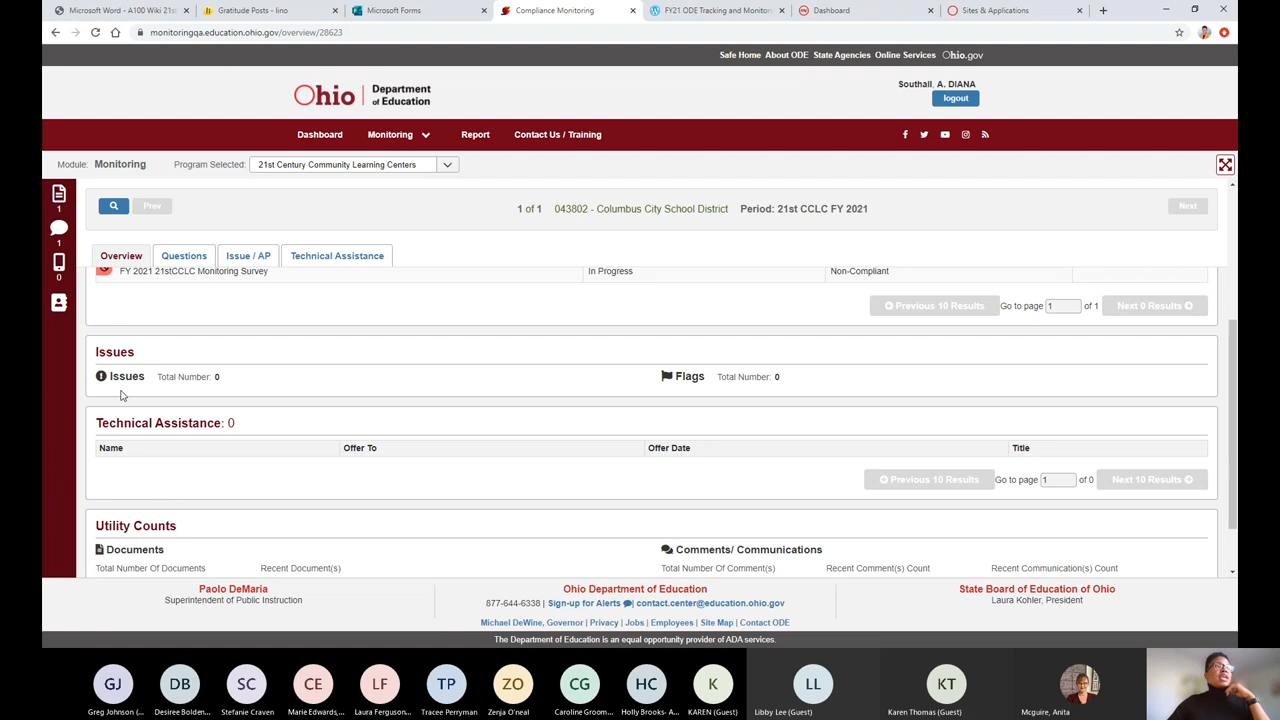 Microsoft Word - A100 Wiki 21st
Gratitude Posts - Iino
Microsoft Forms
Compliance Monitoring
FY21 ODE Tracking and Monitori
Dashboard
Sites & Applications
monitoringqa.education.ohio.gov/overview/28623
Safe Home About ODE State Agencies Online Services Ohio.gov
Ohio | Department of Education
Southall, A. DIANA
logout
Dashboard Monitoring Report Contact Us / Training
Module: Monitoring Program Selected: 21st Century Community Learning Centers
1
1
0
Prev 1 of 1 043802 - Columbus City School District Period: 21st CCLC FY 2021 Next
Overview Questions Issue / AP Technical Assistance
FY 2021 21stCCLC Monitoring Survey In Progress Non-Compliant
Previous 10 Results Go to page 1 of 1 Next 0 Results
Issues
Issues Total Number: 0 Flags Total Number: 0
Technical Assistance: 0
Name Offer To Offer Date Title
Previous 10 Results Go to page 1 of 0 Next 10 Results
Utility Counts
Documents Comments/ Communications
Total Number Of Documents Recent Document(s) Total Number Of Comment(s) Recent Comment(s) Count Recent Communication(s) Count
Paolo DeMaria Ohio Department of Education State Board of Education of Ohio
Superintendent of Public Instruction 877-644-6338 | Sign-up for Alerts | contact.center@education.ohio.gov Laura Kohler, President
Michael DeWine, Governor | Privacy | Jobs | Employees | Site Map | Contact ODE
The Department of Education is an equal opportunity provider of ADA services.
GJ DB SC CE LF TP ZO CG HC K LL KT
Greg Johnson (... Desiree Bolden... Stefanie Craven Marie Edwards,... Laura Ferguson... Tracee Perryman Zenja O'neal Caroline Groom... Holly Brooks- A... KAREN (Guest) Libby Lee (Guest) Karen Thomas (Guest) Mcguire, Anita